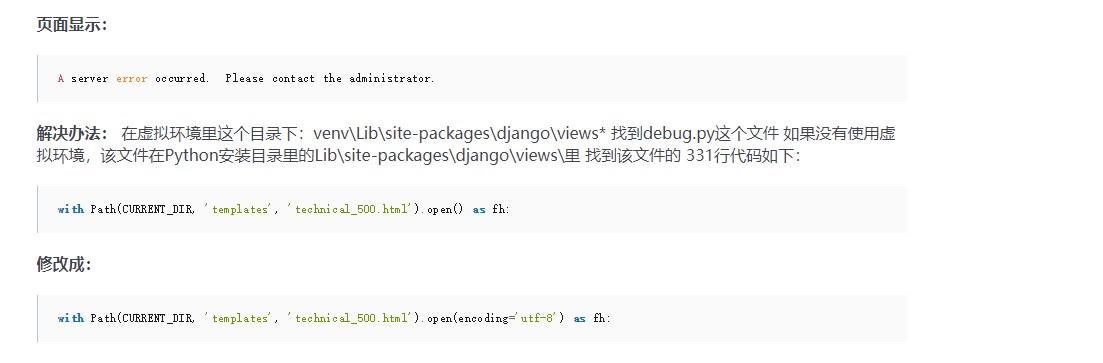 页面显示：
A server error occurred.  Please contact the administrator.
解决办法： 在虚拟环境里这个目录下：venv\Lib\site-packages\django\views* 找到debug.py这个文件 如果没有使用虚
拟环境，该文件在Python安装目录里的Lib\site-packages\django\views\里 找到该文件的 331行代码如下：
with Path(CURRENT_DIR, 'templates', 'technical_500.html').open() as fh:
修改成：
with Path(CURRENT_DIR, 'templates', 'technical_500.html').open(encoding='utf-8') as fh: